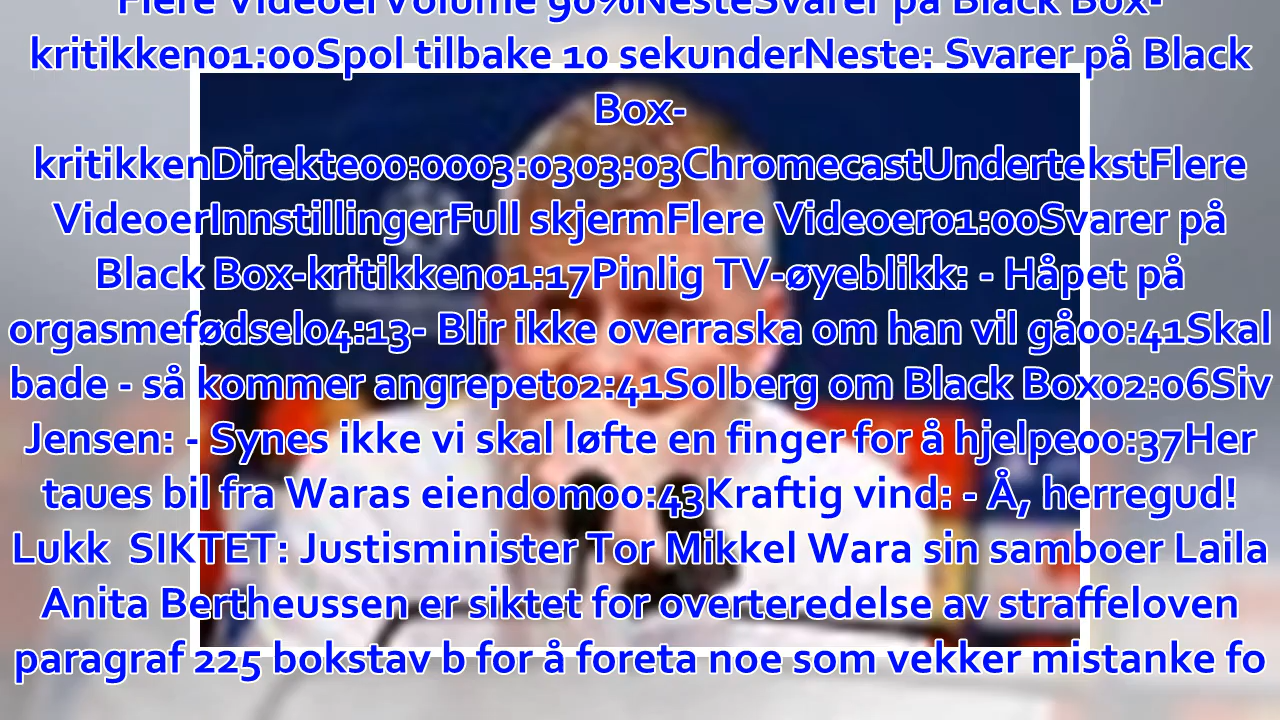 Flere VideoerVolume 90%NesteSvarer på Black Box-
kritikken01:00Spol tilbake 10 sekunderNeste: Svarer på Black
Box-
kritikkenDirekte00:0003:0303:03ChromecastUndertekstFlere
VideoerInnstillingerFull skjermFlere Videoer01:00Svarer på
Black Box-kritikken01:17Pinlig TV-øyeblikk: - Håpet på
orgasmefødsel04:13- Blir ikke overraska om han vil gå00:41Skal
bade - så kommer angrepet02:41Solberg om Black Box02:06Siv
Jensen: - Synes ikke vi skal løfte en finger for å hjelpe00:37Her
taues bil fra Waras eiendom00:43Kraftig vind: - Å, herregud!
Lukk  SIKTET: Justisminister Tor Mikkel Wara sin samboer Laila
Anita Bertheussen er siktet for overteredelse av straffeloven
paragraf 225 bokstav b for å foreta noe som vekker mistanke fo